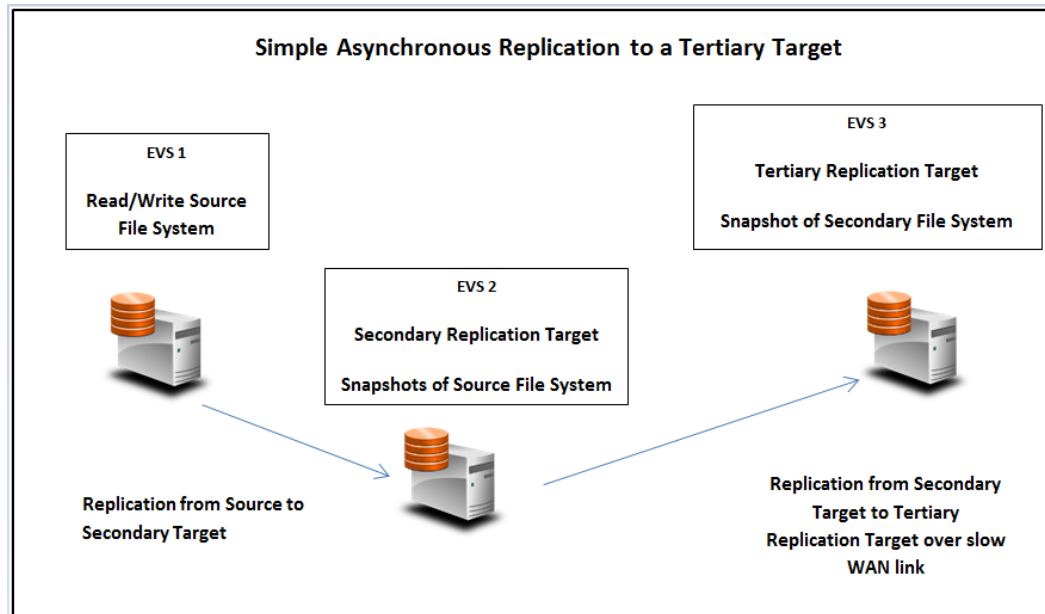 Simple Asynchronous Replication to a Tertiary Target
EVS 1
Read/Write Source
File System
EVS 2
Secondary Replication Target
Snapshots of Source File System
EVS 3
Tertiary Replication Target
Snapshot of Secondary File System
Replication from Source to
Secondary Target
Replication from Secondary
Target to Tertiary
Replication Target over slow
WAN link